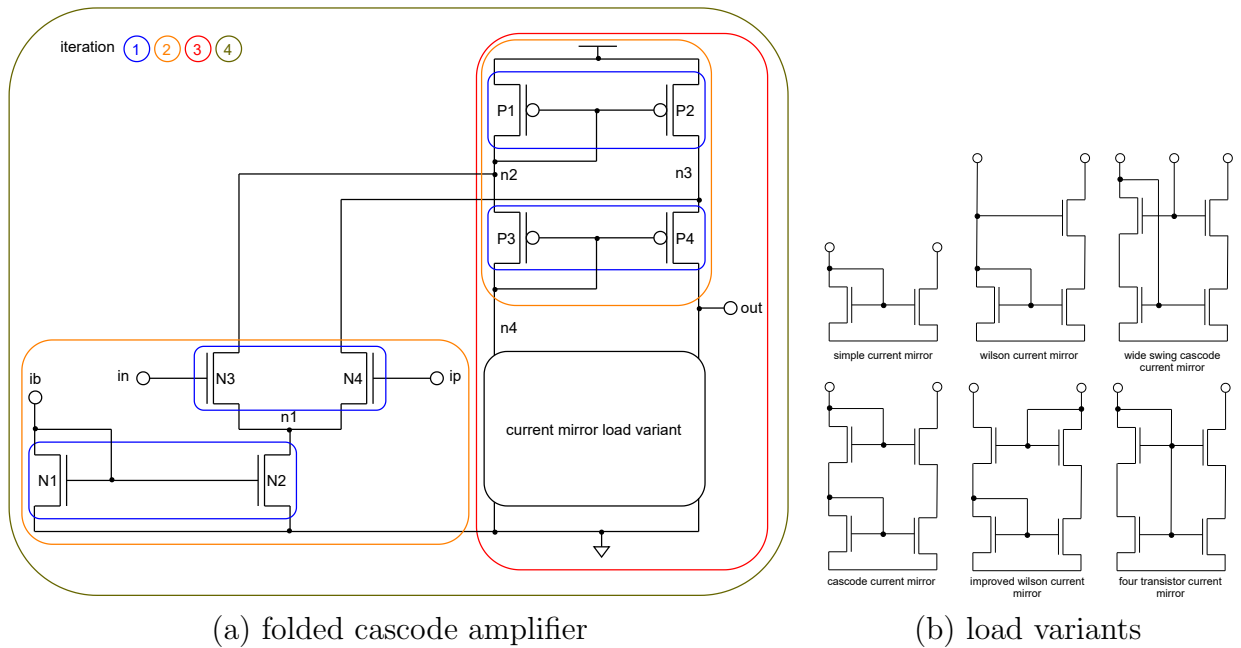 iteration 1 2 3 4
P1 P2
n2 n3
P3 P4
out
n4
in N3 N4 ip
ib
n1
current mirror load variant
N1 N2
simple current mirror
wilson current mirror
wide swing cascode
current mirror
cascode current mirror
improved wilson current
mirror
four transistor current
mirror
(a) folded cascode amplifier
(b) load variants